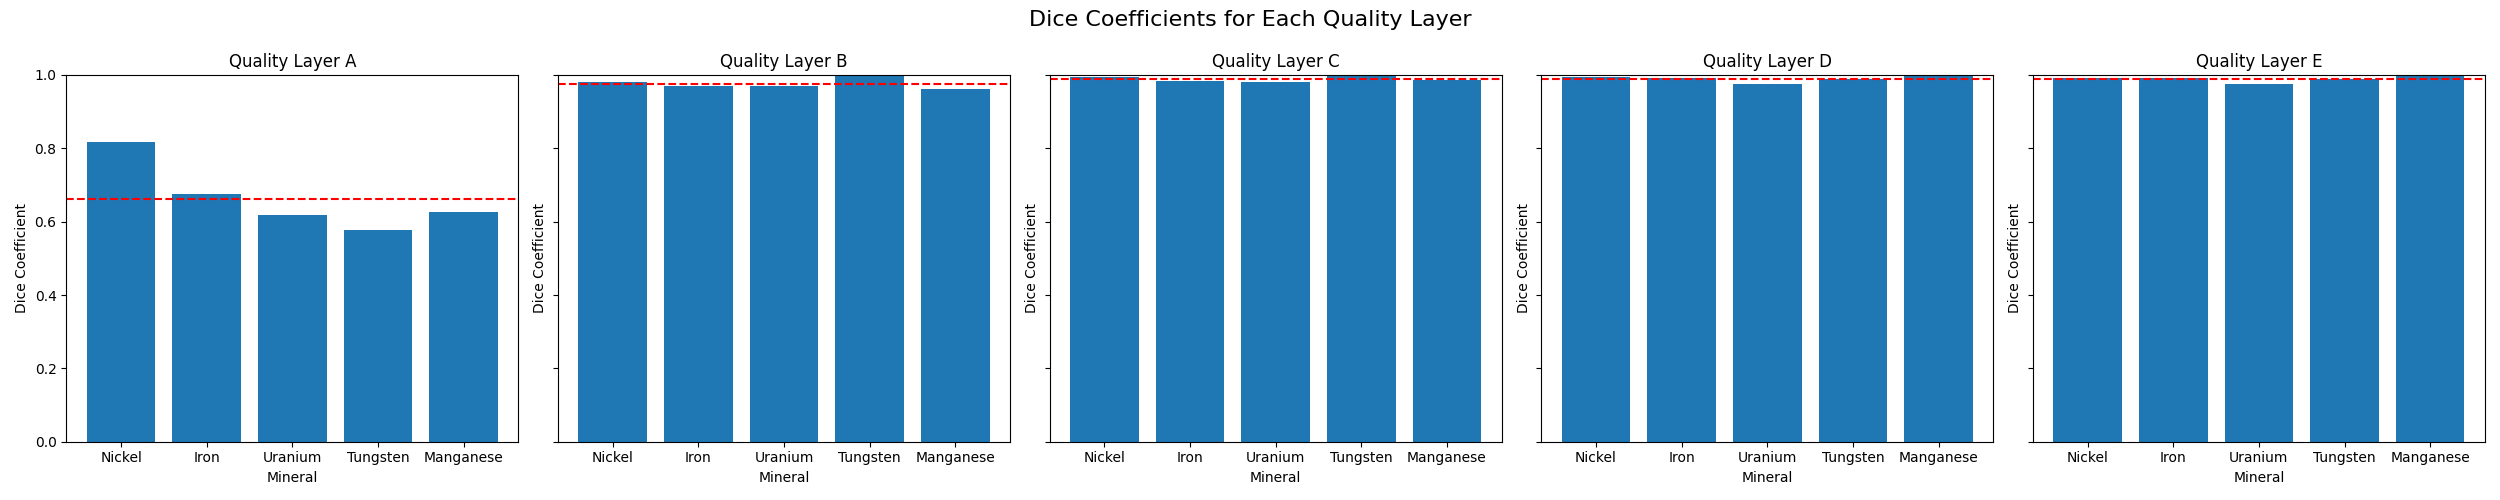 Dice Coefficients for Each Quality Layer
Quality Layer A
1.0
0.8
0.6
0.4
0.2
0.0
Dice Coefficient
Nickel Iron Uranium Tungsten Manganese
Mineral
Quality Layer B
Dice Coefficient
Nickel Iron Uranium Tungsten Manganese
Mineral
Quality Layer C
Dice Coefficient
Nickel Iron Uranium Tungsten Manganese
Mineral
Quality Layer D
Dice Coefficient
Nickel Iron Uranium Tungsten Manganese
Mineral
Quality Layer E
Dice Coefficient
Nickel Iron Uranium Tungsten Manganese
Mineral